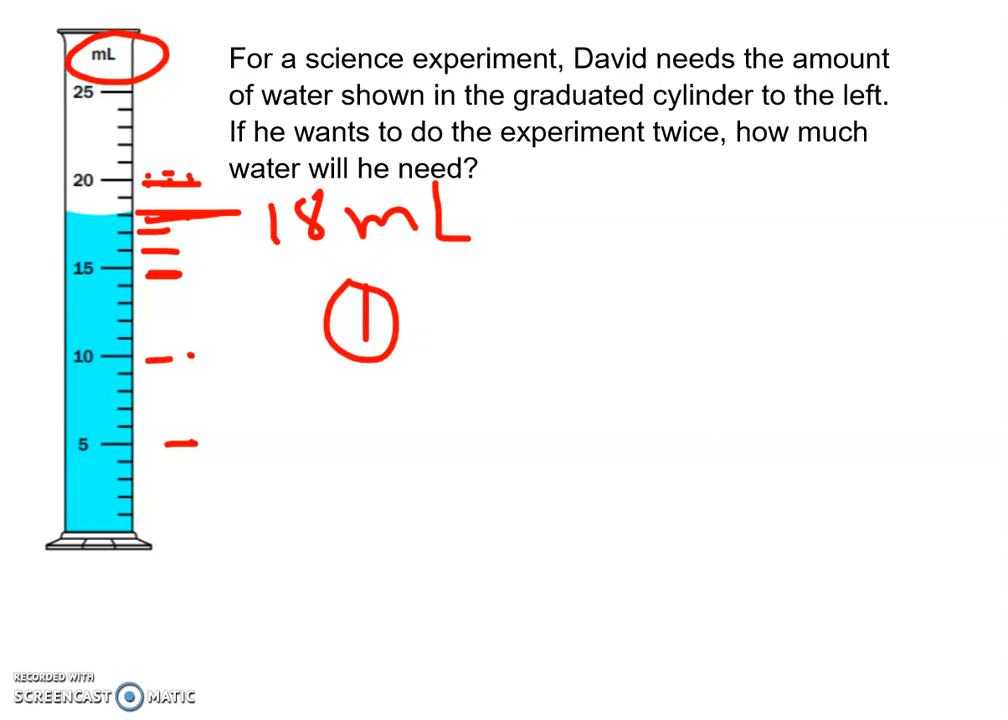 mL
25
20
15
10
5
For a science experiment, David needs the amount
of water shown in the graduated cylinder to the left.
If he wants to do the experiment twice, how much
water will he need?
18 mL
1
RECORDED WITH
SCREENCAST MATIC